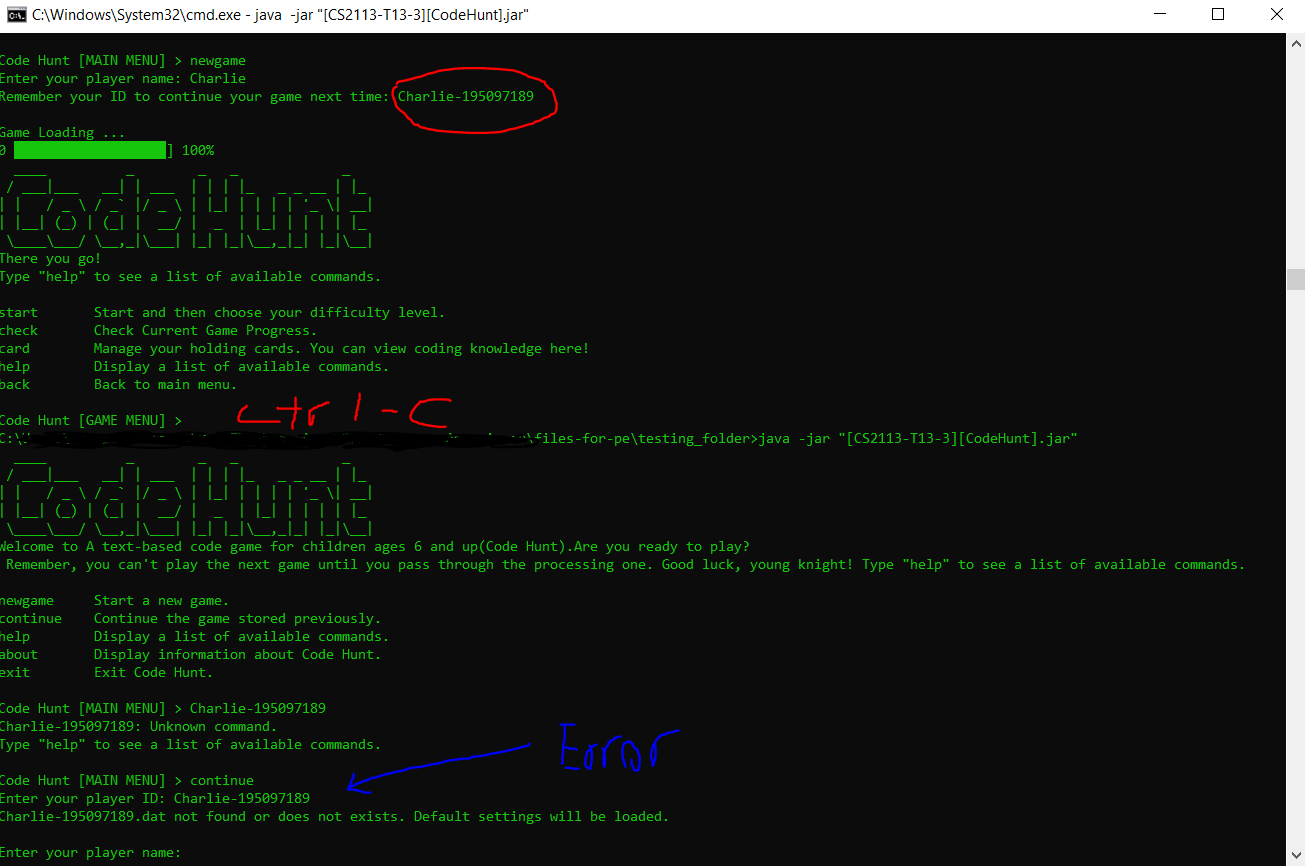 C:\Windows\System32\cmd.exe - java -jar "[CS2113-T13-3][CodeHunt].jar"
Code Hunt [MAIN MENU] > newgame
Enter your player name: Charlie
Remember your ID to continue your game next time: Charlie-195097189
Game Loading ...
0 ] 100%
CodeHunt
There you go!
Type "help" to see a list of available commands.
start Start and then choose your difficulty level.
check Check Current Game Progress.
card Manage your holding cards. You can view coding knowledge here!
help Display a list of available commands.
back Back to main menu.
Code Hunt [GAME MENU] >
Ctrl-C
C:\ \files-for-pe\testing_folder>java -jar "[CS2113-T13-3][CodeHunt].jar"
CodeHunt
Welcome to A text-based code game for children ages 6 and up(Code Hunt).Are you ready to play?
Remember, you can't play the next game until you pass through the processing one. Good luck, young knight! Type "help" to see a list of available commands.
newgame Start a new game.
continue Continue the game stored previously.
help Display a list of available commands.
about Display information about Code Hunt.
exit Exit Code Hunt.
Code Hunt [MAIN MENU] > Charlie-195097189
Charlie-195097189: Unknown command.
Type "help" to see a list of available commands.
Error
Code Hunt [MAIN MENU] > continue
Enter your player ID: Charlie-195097189
Charlie-195097189.dat not found or does not exists. Default settings will be loaded.
Enter your player name: